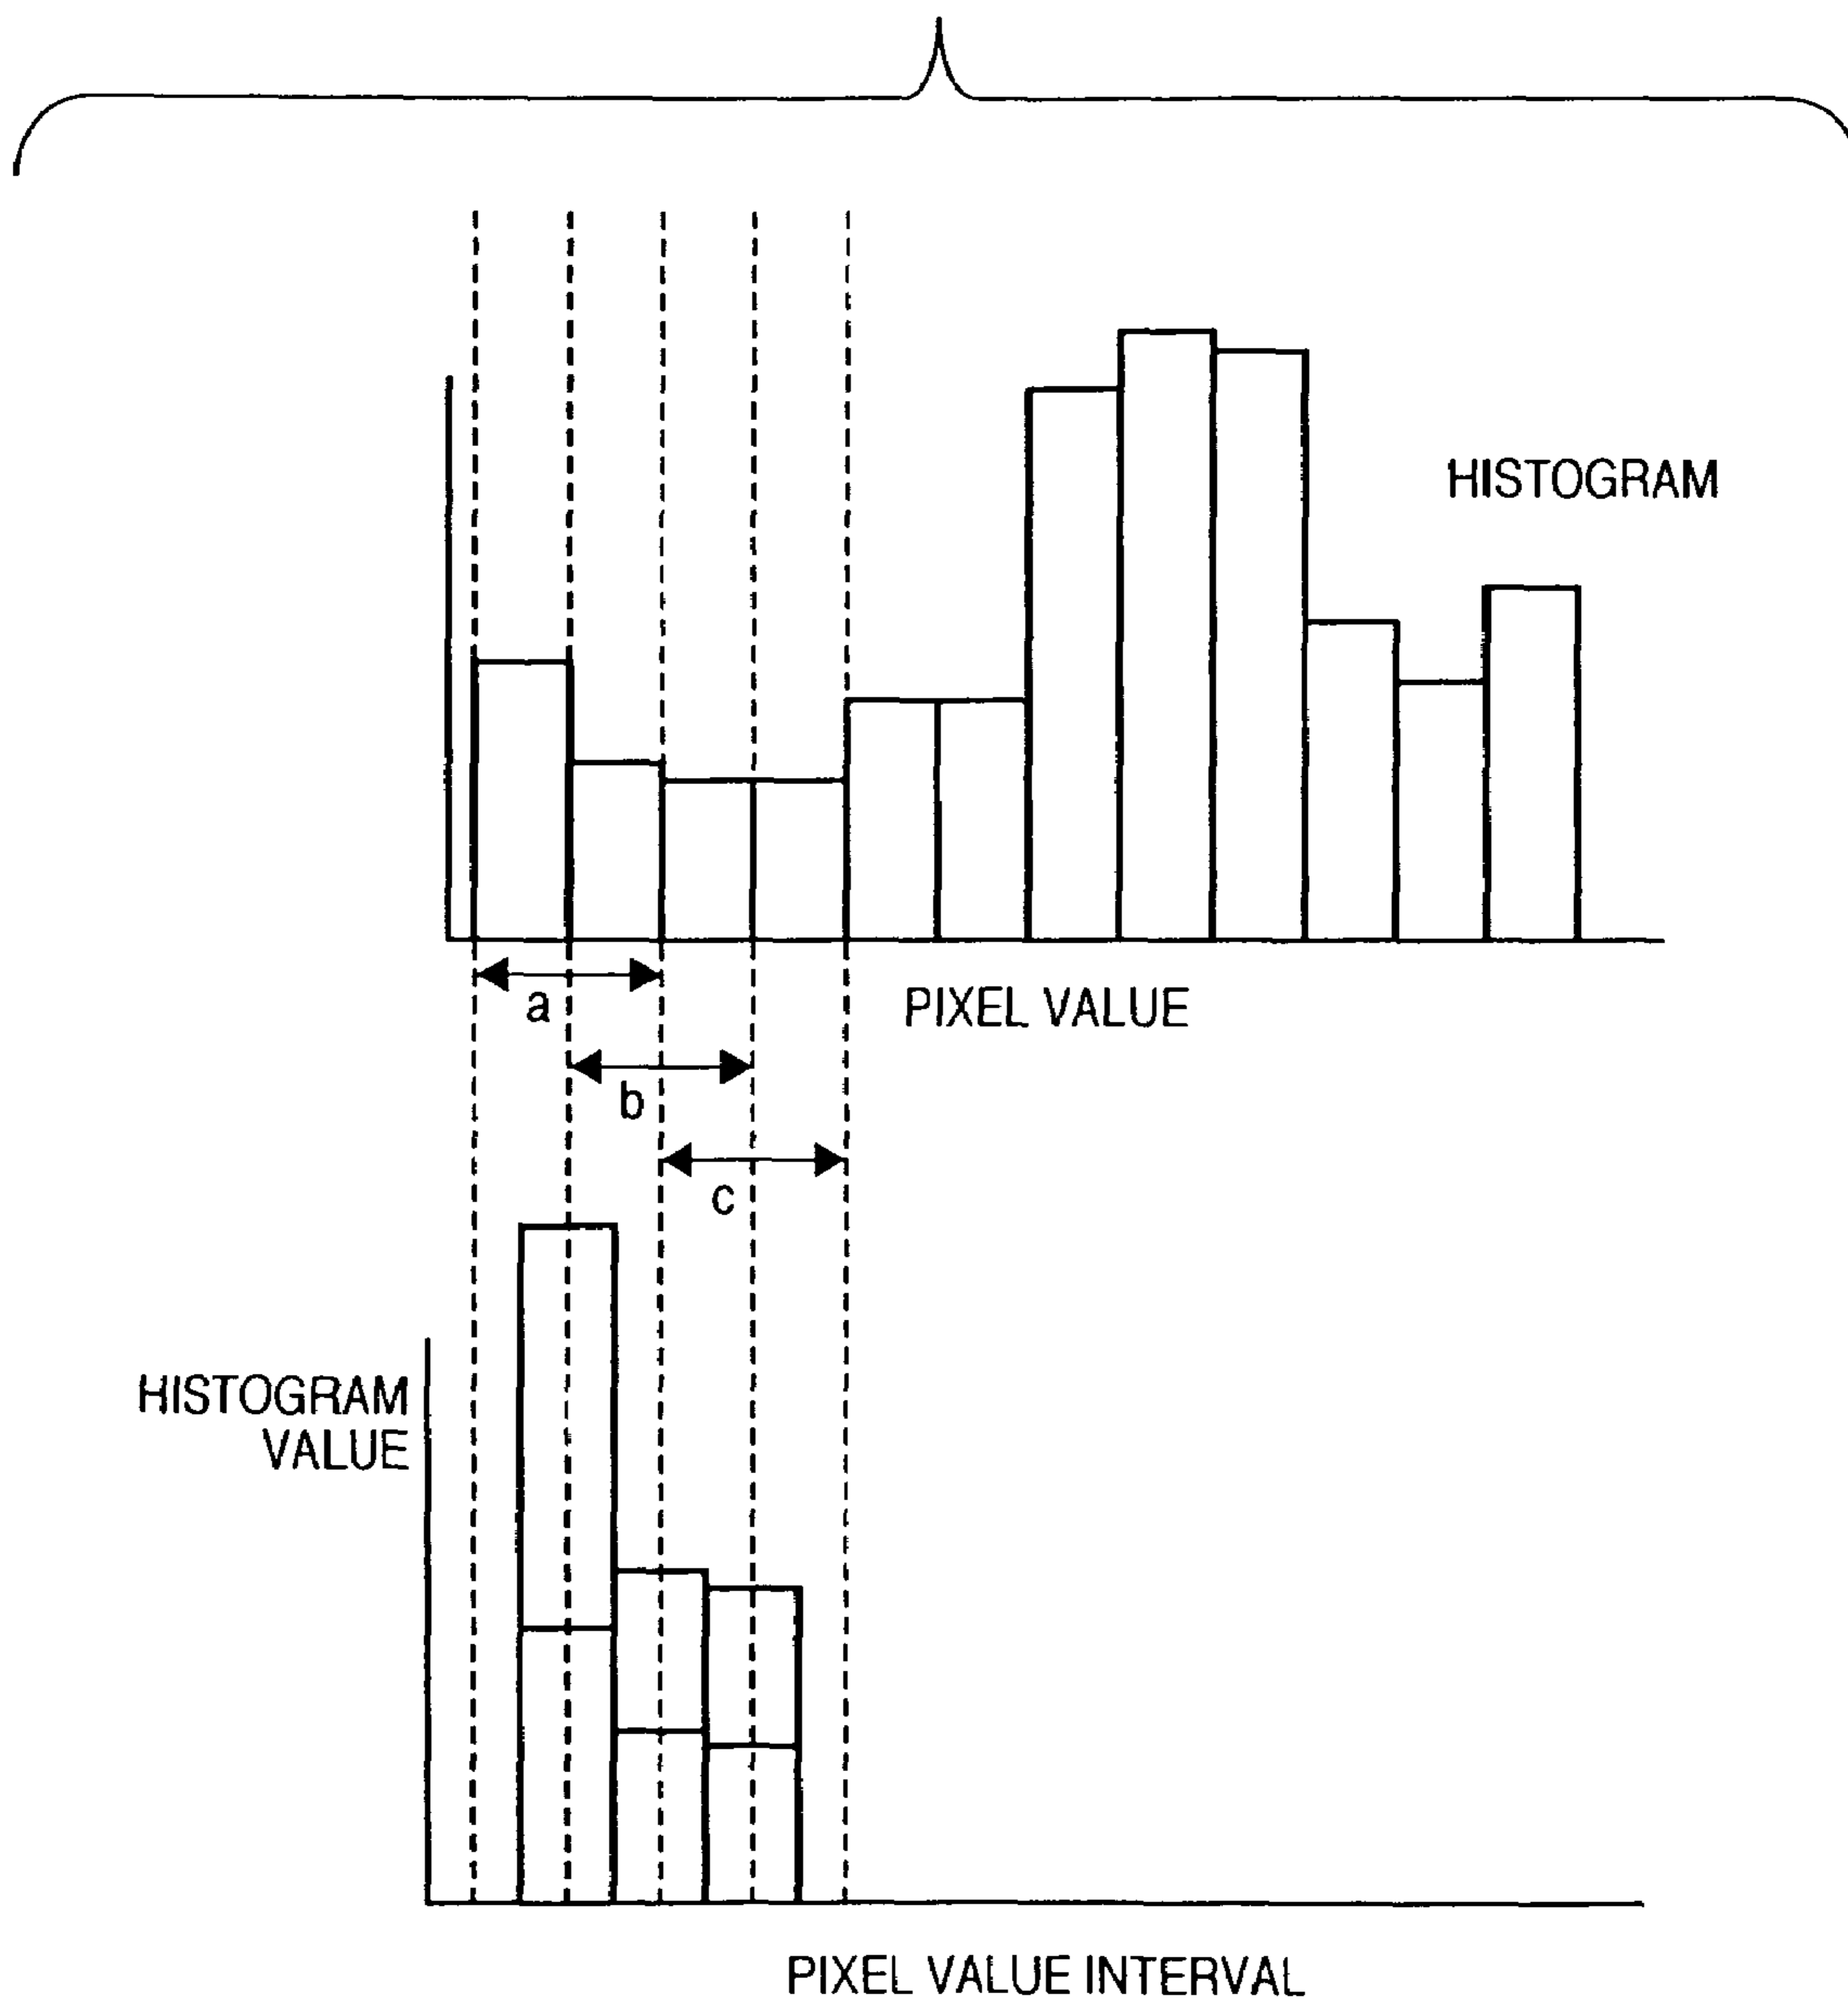 HISTOGRAM
a
PIXEL VALUE
b
c
HISTOGRAM
VALUE
PIXEL VALUE INTERVAL